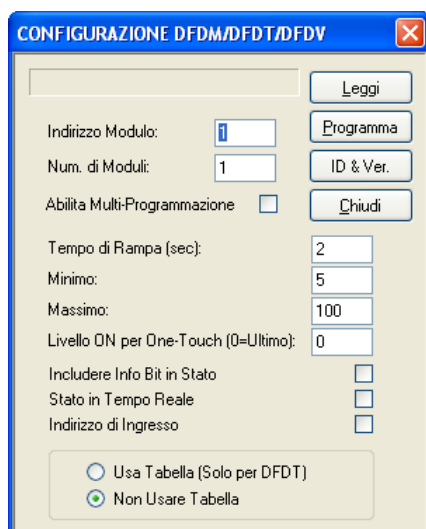 CONFIGURAZIONE DFDM/DFDT/DFDV
Leggi
Indirizzo Modulo: 1 Programma
Num. di Moduli: 1 ID & Ver.
Abilita Multi-Programmazione Chiudi
Tempo di Rampa (sec): 2
Minimo: 5
Massimo: 100
Livello ON per One-Touch (0=Ultimo): 0
Includere Info Bit in Stato
Stato in Tempo Reale
Indirizzo di Ingresso
Usa Tabella (Solo per DFDT)
Non Usare Tabella